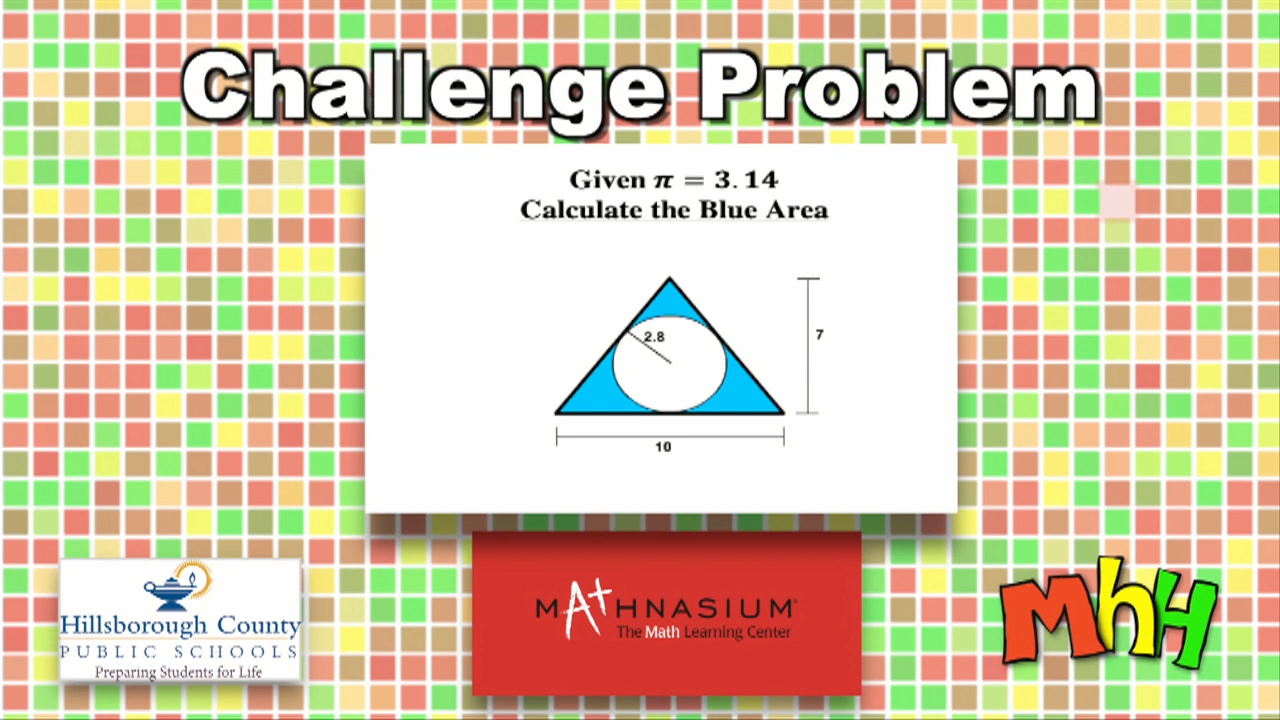 Challenge Problem
Given π = 3.14
Calculate the Blue Area
2.8
7
10
Hillsborough County
PUBLIC SCHOOLS
Preparing Students for Life
MATHNASIUM
The Math Learning Center
MhH